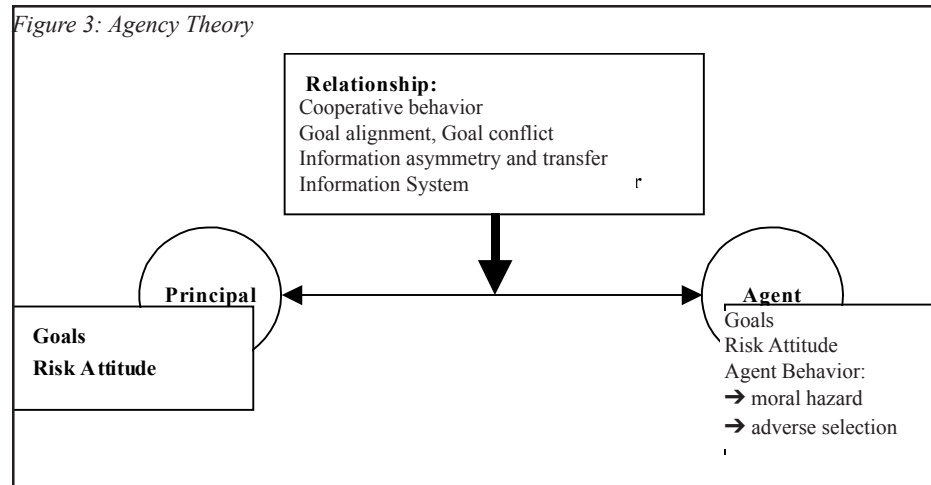 Figure 3: Agency Theory
Relationship:
Cooperative behavior
Goal alignment, Goal conflict
Information asymmetry and transfer
Information System r
Principal
Agent
Goals
Risk Attitude
Goals
Risk Attitude
Agent Behavior:
➔ moral hazard
➔ adverse selection